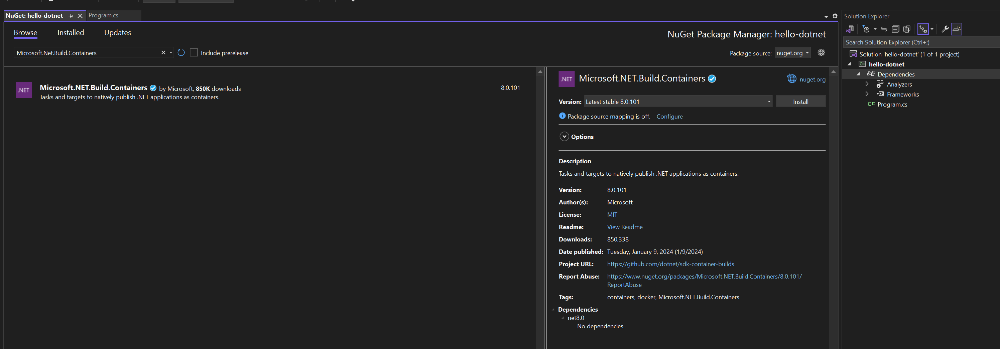 NuGet: hello-dotnet
Program.cs
Browse Installed Updates
NuGet Package Manager: hello-dotnet
Microsoft.Net.Build.Containers
Include prerelease
Package source: nuget.org
.NET
Microsoft.NET.Build.Containers by Microsoft, 850K downloads
8.0.101
Tasks and targets to natively publish .NET applications as containers.
.NET
Microsoft.NET.Build.Containers
nuget.org
Version: Latest stable 8.0.101
Install
Package source mapping is off. Configure
Options
Description
Tasks and targets to natively publish .NET applications as containers.
Version: 8.0.101
Author(s): Microsoft
License: MIT
Readme: View Readme
Downloads: 850,338
Date published: Tuesday, January 9, 2024 (1/9/2024)
Project URL: https://github.com/dotnet/sdk-container-builds
Report Abuse: https://www.nuget.org/packages/Microsoft.NET.Build.Containers/8.0.101/
ReportAbuse
Tags: containers, docker, Microsoft.NET.Build.Containers
Dependencies
net8.0
No dependencies
Solution Explorer
Search Solution Explorer (Ctrl+;)
Solution 'hello-dotnet' (1 of 1 project)
C# hello-dotnet
Dependencies
Analyzers
Frameworks
C# Program.cs